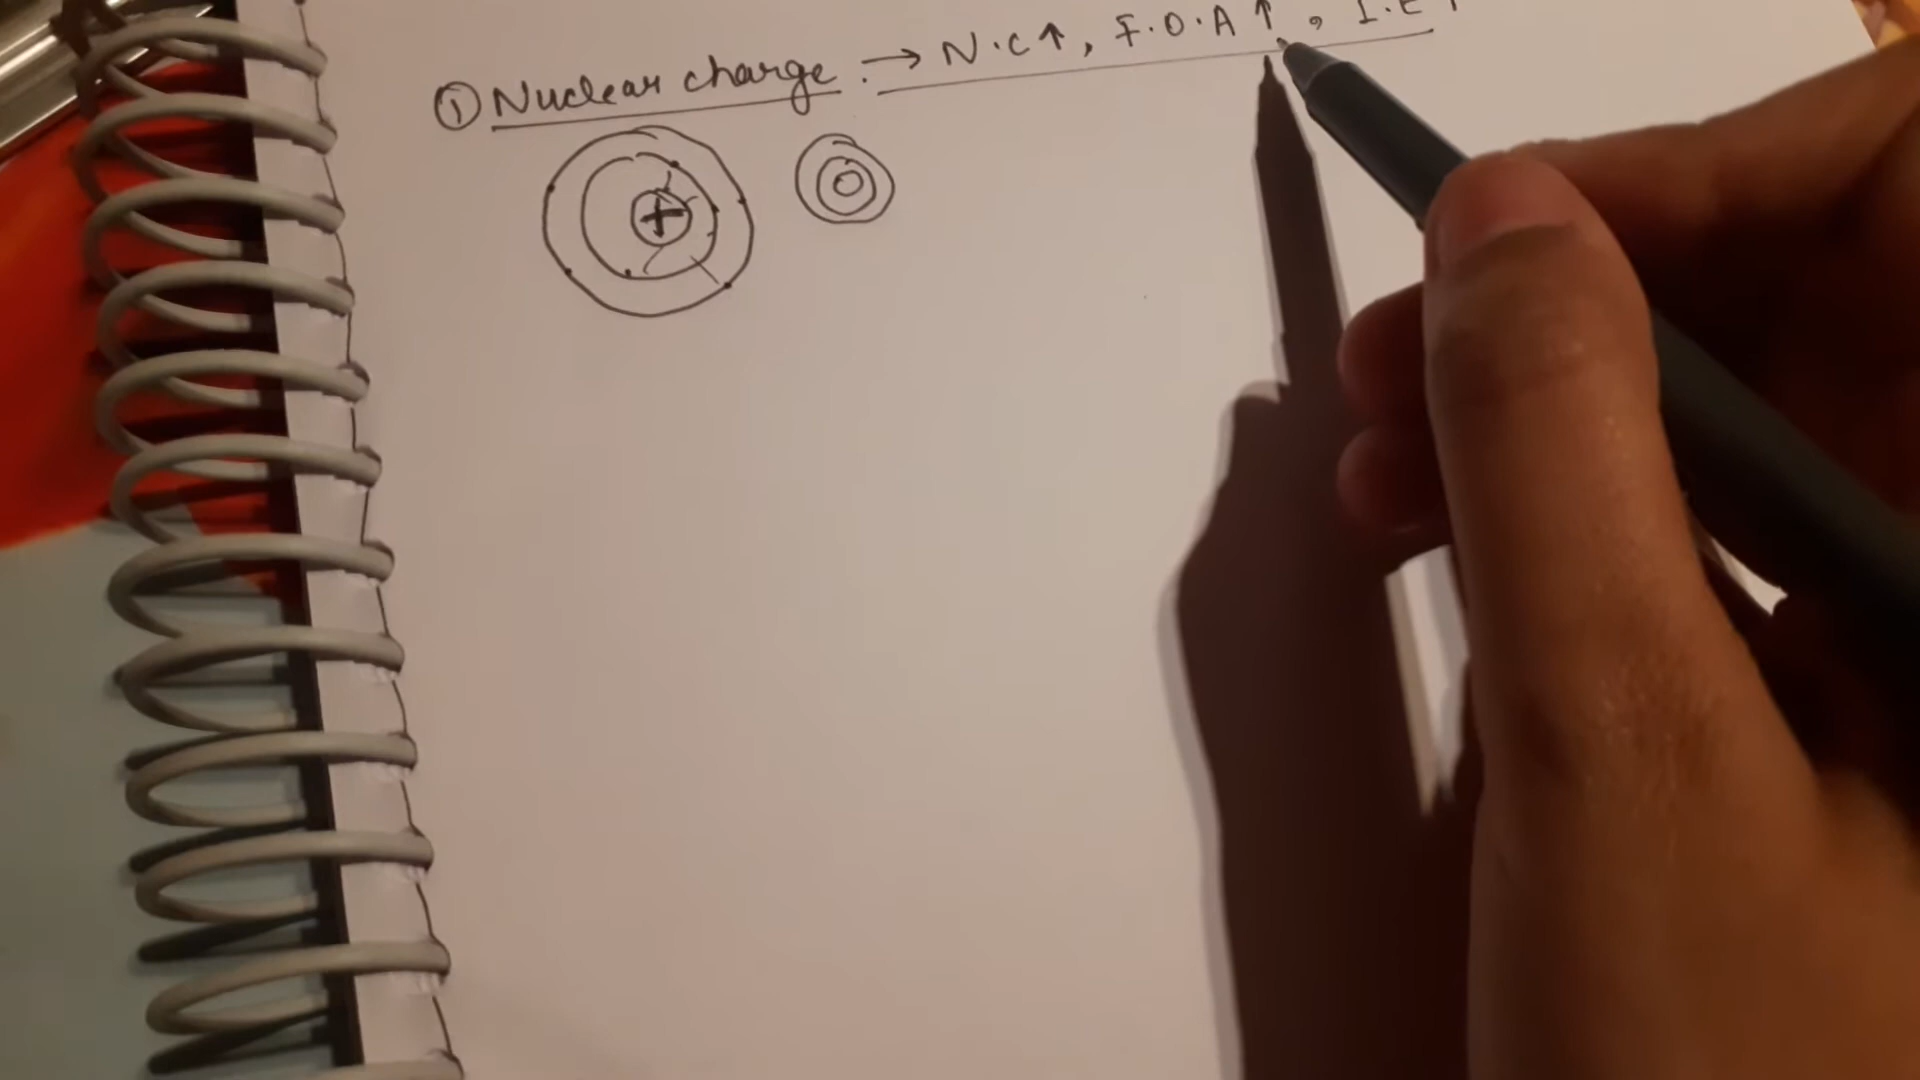 ① Nuclear charge :→ N.C↑, F.O.A↑, I.E↑